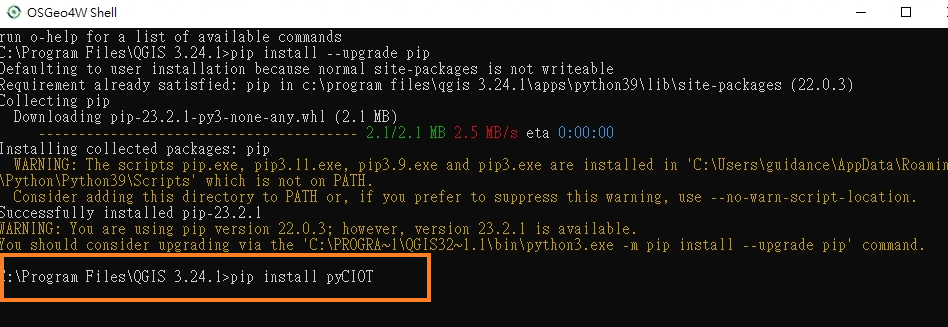 OSGeo4W Shell
run o-help for a list of available commands
C:\Program Files\QGIS 3.24.1>pip install --upgrade pip
Defaulting to user installation because normal site-packages is not writeable
Requirement already satisfied: pip in c:\program files\qgis 3.24.1\apps\python39\lib\site-packages (22.0.3)
Collecting pip
  Downloading pip-23.2.1-py3-none-any.whl (2.1 MB)
     ---------------------------------------- 2.1/2.1 MB 2.5 MB/s eta 0:00:00
Installing collected packages: pip
  WARNING: The scripts pip.exe, pip3.11.exe, pip3.9.exe and pip3.exe are installed in 'C:\Users\guidance\AppData\Roamin
\Python\Python39\Scripts' which is not on PATH.
  Consider adding this directory to PATH or, if you prefer to suppress this warning, use --no-warn-script-location.
Successfully installed pip-23.2.1
WARNING: You are using pip version 22.0.3; however, version 23.2.1 is available.
You should consider upgrading via the 'C:\PROGRA~1\QGIS32~1.1\bin\python3.exe -m pip install --upgrade pip' command.
C:\Program Files\QGIS 3.24.1>pip install pyCIOT